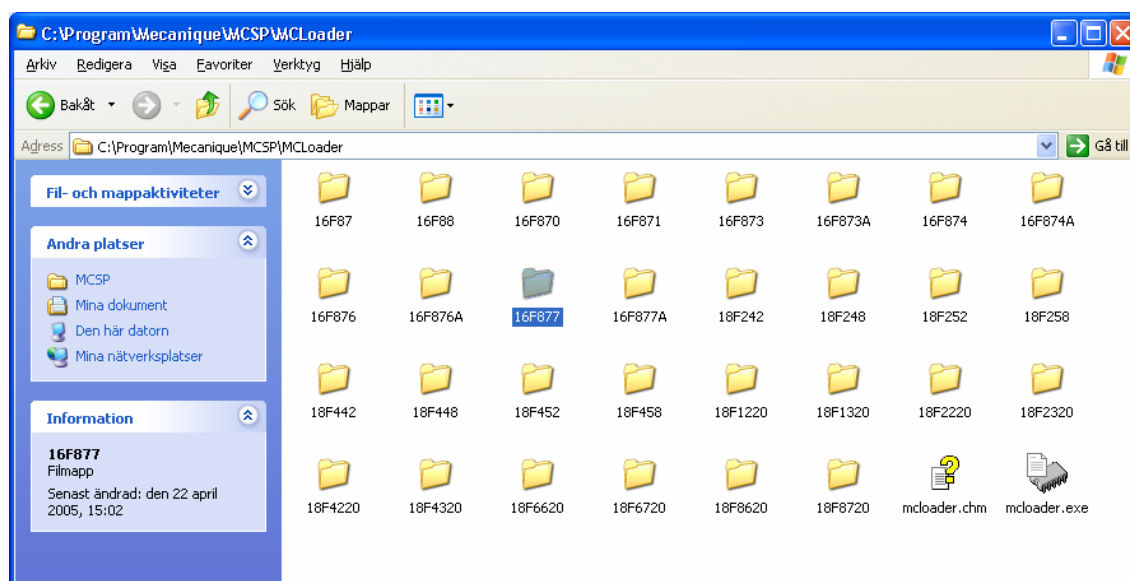 C:\Program\Mecanique\MCSP\MCLoader
Arkiv Redigera Visa Favoriter Verktyg Hjälp
Bakåt Sök Mappar
Adress C:\Program\Mecanique\MCSP\MCLoader Gå till
Fil- och mappaktiviteter
Andra platser
MCSP
Mina dokument
Den här datorn
Mina nätverksplatser
Information
16F877
Filmapp
Senast ändrad: den 22 april
2005, 15:02
16F87 16F88 16F870 16F871 16F873 16F873A 16F874 16F874A
16F876 16F876A 16F877 16F877A 18F242 18F248 18F252 18F258
18F442 18F448 18F452 18F458 18F1220 18F1320 18F2220 18F2320
18F4220 18F4320 18F6620 18F6720 18F8620 18F8720 mcloader.chm mcloader.exe